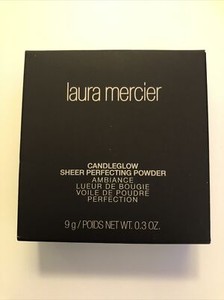 laura mercier
CANDLEGLOW
SHEER PERFECTING POWDER
AMBIANCE
LUEUR DE BOUGIE
VOILE DE POUDRE
PERFECTION
9 g / POIDS NET WT. 0.3 OZ.